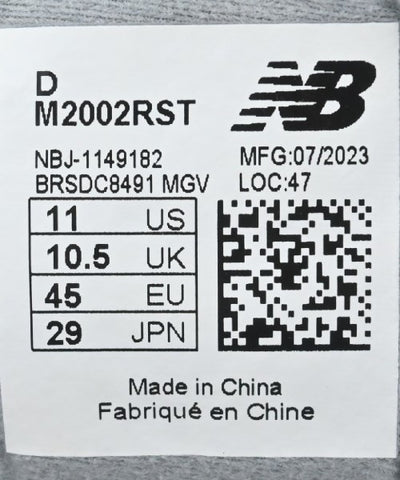 D
M2002RST
NB
NBJ-1149182
MFG:07/2023
BRSDC8491 MGV
LOC:47
11 US
10.5 UK
45 EU
29 JPN
Made in China
Fabriqué en Chine